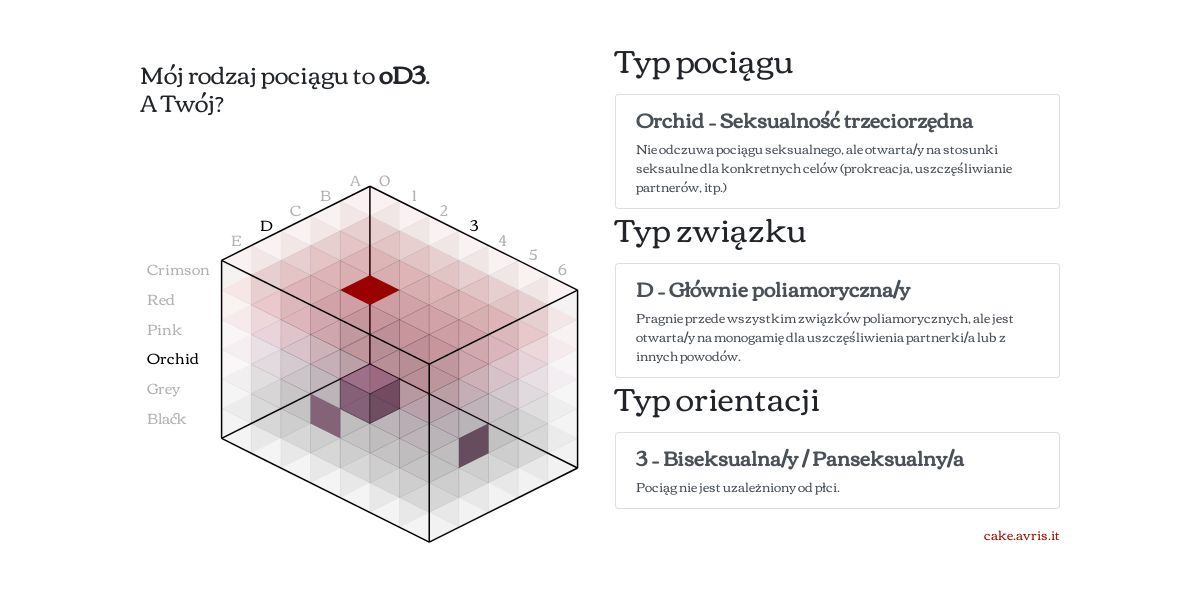 Mój rodzaj pociągu to oD3.
A Twój?
A O
B 1
C 2
D 3
E 4
5
6
Crimson
Red
Pink
Orchid
Grey
Black
Typ pociągu
Orchid – Seksualność trzeciorzędna
Nie odczuwa pociągu seksualnego, ale otwarta/y na stosunki
seksaulne dla konkretnych celów (prokreacja, uszczęśliwianie
partnerów, itp.)
Typ związku
D – Głównie poliamoryczna/y
Pragnie przede wszystkim związków poliamorycznych, ale jest
otwarta/y na monogamię dla uszczęśliwienia partnerki/a lub z
innych powodów.
Typ orientacji
3 – Biseksualna/y / Panseksualny/a
Pociąg nie jest uzależniony od płci.
cake.avris.it